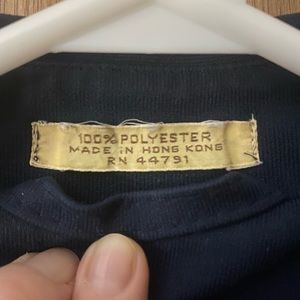 100% POLYESTER
MADE IN HONG KONG
RN 44791